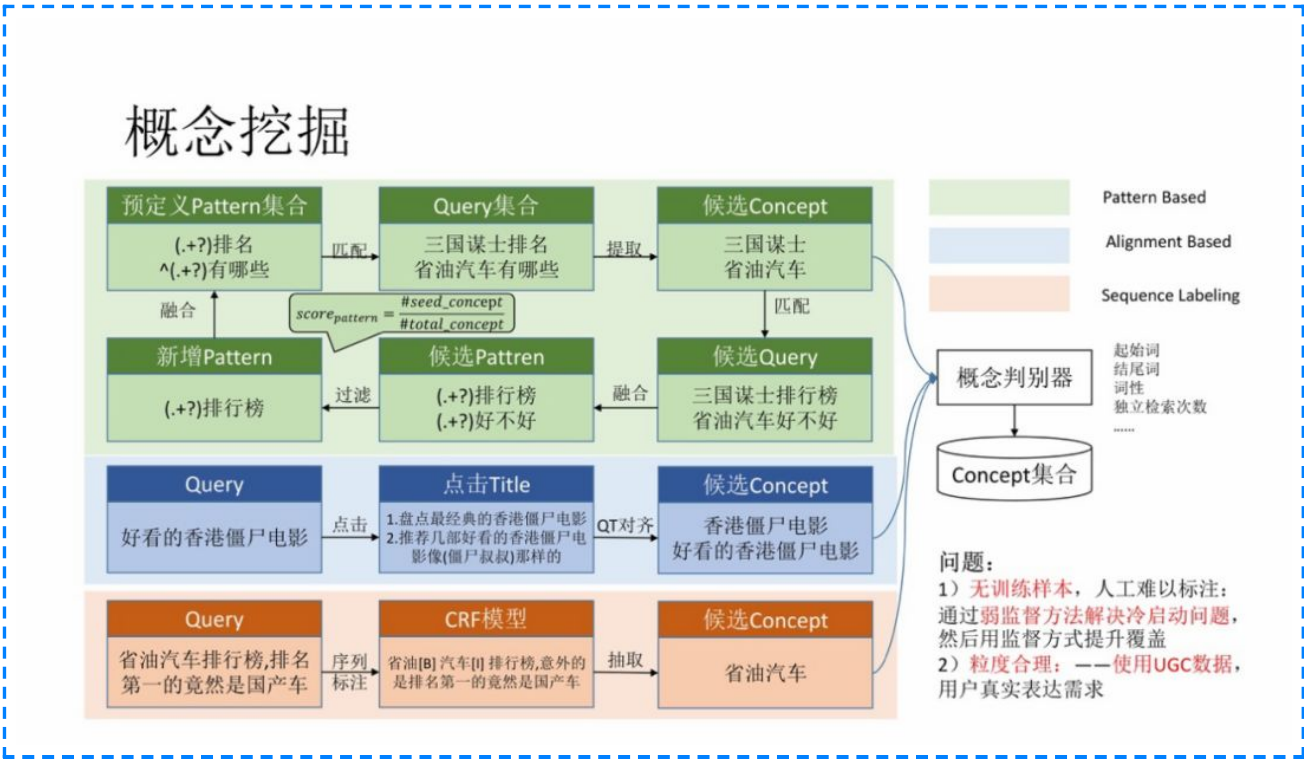 概念挖掘
预定义Pattern集合
(.+?)排名
^(.+?)有哪些
匹配
Query集合
三国谋士排名
省油汽车有哪些
提取
候选Concept
三国谋士
省油汽车
融合
score_pattern = #seed_concept / #total_concept
匹配
新增Pattern
(.+?)排行榜
过滤
候选Pattren
(.+?)排行榜
(.+?)好不好
融合
候选Query
三国谋士排行榜
省油汽车好不好
Query
好看的香港僵尸电影
点击
点击Title
1.盘点最经典的香港僵尸电影
2.推荐几部好看的香港僵尸电
影像(僵尸叔叔)那样的
QT对齐
候选Concept
香港僵尸电影
好看的香港僵尸电影
Query
省油汽车排行榜,排名
第一的竟然是国产车
序列
标注
CRF模型
省油[B] 汽车[I] 排行榜,意外的
是排名第一的竟然是国产车
抽取
候选Concept
省油汽车
Pattern Based
Alignment Based
Sequence Labeling
概念判别器
起始词
结尾词
词性
独立检索次数
......
Concept集合
问题：
1）无训练样本，人工难以标注：
通过弱监督方法解决冷启动问题，
然后用监督方式提升覆盖
2）粒度合理：——使用UGC数据，
用户真实表达需求